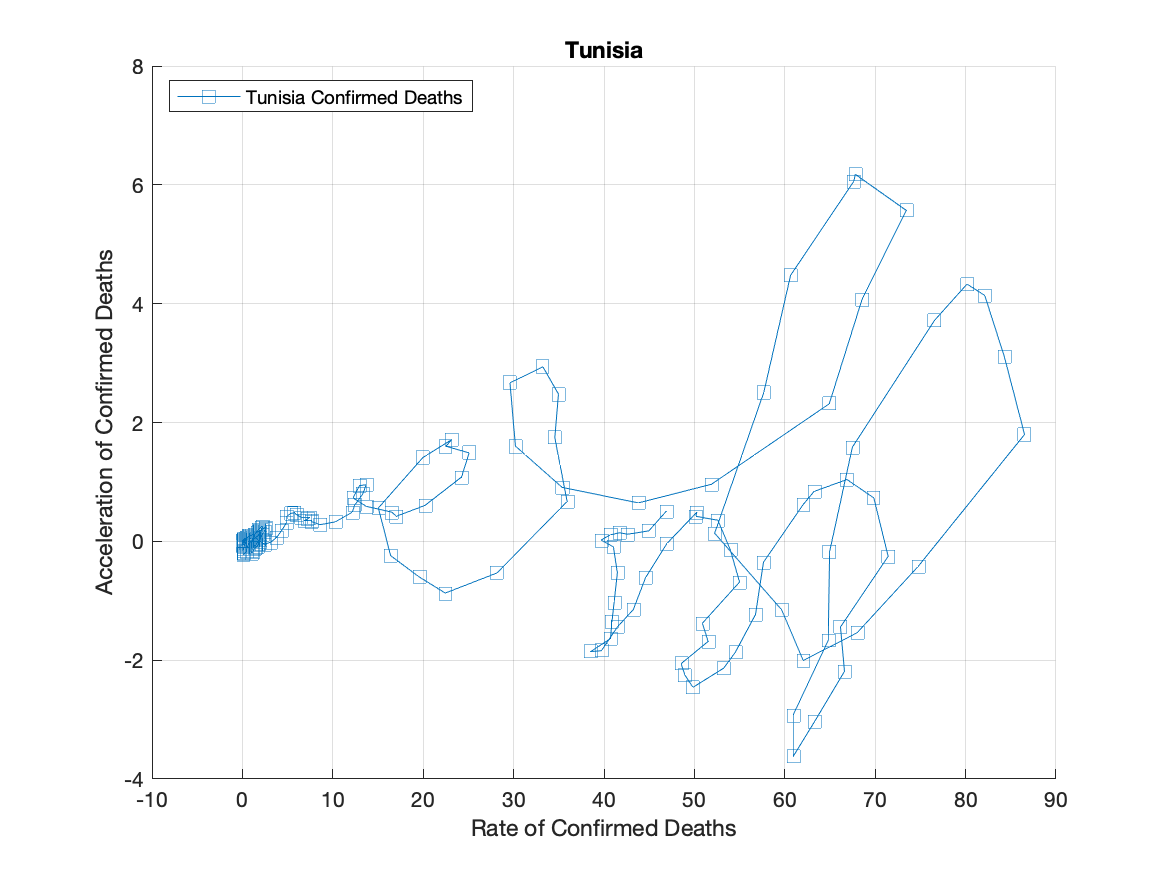 Tunisia
Tunisia Confirmed Deaths
8
6
4
2
0
-2
-4
Acceleration of Confirmed Deaths
-10 0 10 20 30 40 50 60 70 80 90
Rate of Confirmed Deaths